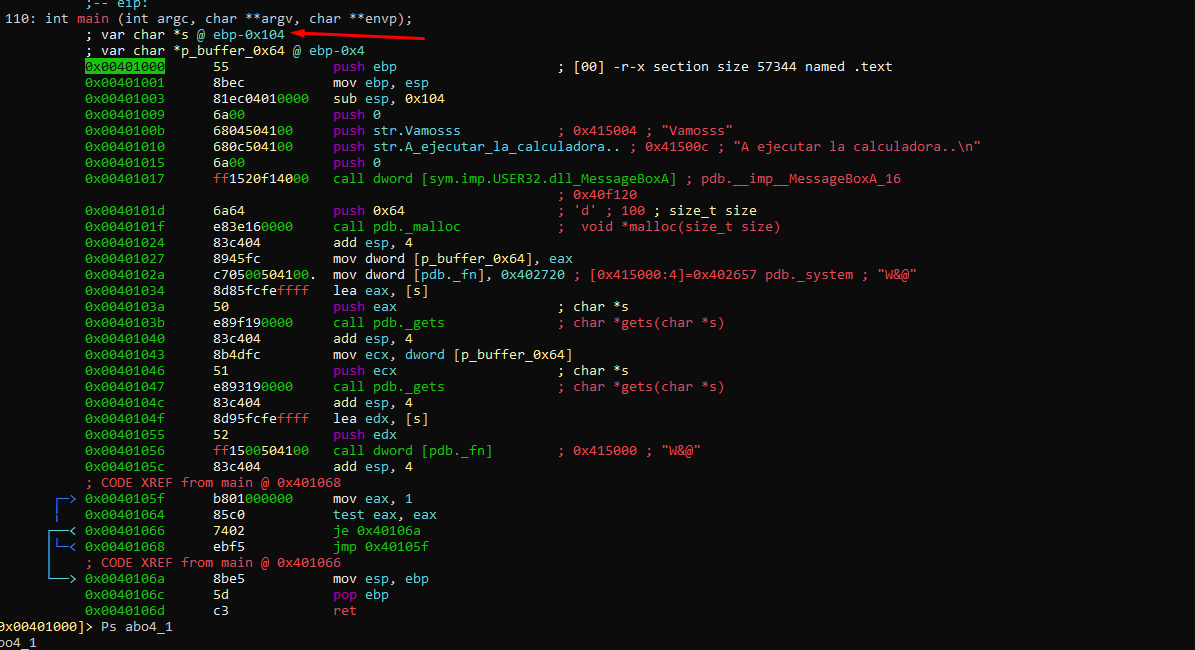 ;-- eip:
110: int main (int argc, char **argv, char **envp);
; var char *s @ ebp-0x104
; var char *p_buffer_0x64 @ ebp-0x4
0x00401000 55 push ebp ; [00] -r-x section size 57344 named .text
0x00401001 8bec mov ebp, esp
0x00401003 81ec04010000 sub esp, 0x104
0x00401009 6a00 push 0
0x0040100b 6804504100 push str.Vamosss ; 0x415004 ; "Vamosss"
0x00401010 680c504100 push str.A_ejecutar_la_calculadora.. ; 0x41500c ; "A ejecutar la calculadora..\n"
0x00401015 6a00 push 0
0x00401017 ff1520f14000 call dword [sym.imp.USER32.dll_MessageBoxA] ; pdb.__imp__MessageBoxA_16
; 0x40f120
0x0040101d 6a64 push 0x64 ; 'd' ; 100 ; size_t size
0x0040101f e83e160000 call pdb._malloc ; void *malloc(size_t size)
0x00401024 83c404 add esp, 4
0x00401027 8945fc mov dword [p_buffer_0x64], eax
0x0040102a c70500504100. mov dword [pdb._fn], 0x402720 ; [0x415000:4]=0x402657 pdb._system ; "W&@"
0x00401034 8d85fcfeffff lea eax, [s]
0x0040103a 50 push eax ; char *s
0x0040103b e89f190000 call pdb._gets ; char *gets(char *s)
0x00401040 83c404 add esp, 4
0x00401043 8b4dfc mov ecx, dword [p_buffer_0x64]
0x00401046 51 push ecx ; char *s
0x00401047 e893190000 call pdb._gets ; char *gets(char *s)
0x0040104c 83c404 add esp, 4
0x0040104f 8d95fcfeffff lea edx, [s]
0x00401055 52 push edx
0x00401056 ff1500504100 call dword [pdb._fn] ; 0x415000 ; "W&@"
0x0040105c 83c404 add esp, 4
; CODE XREF from main @ 0x401068
0x0040105f b801000000 mov eax, 1
0x00401064 85c0 test eax, eax
0x00401066 7402 je 0x40106a
0x00401068 ebf5 jmp 0x40105f
; CODE XREF from main @ 0x401066
0x0040106a 8be5 mov esp, ebp
0x0040106c 5d pop ebp
0x0040106d c3 ret
0x00401000]> Ps abo4_1
bo4_1